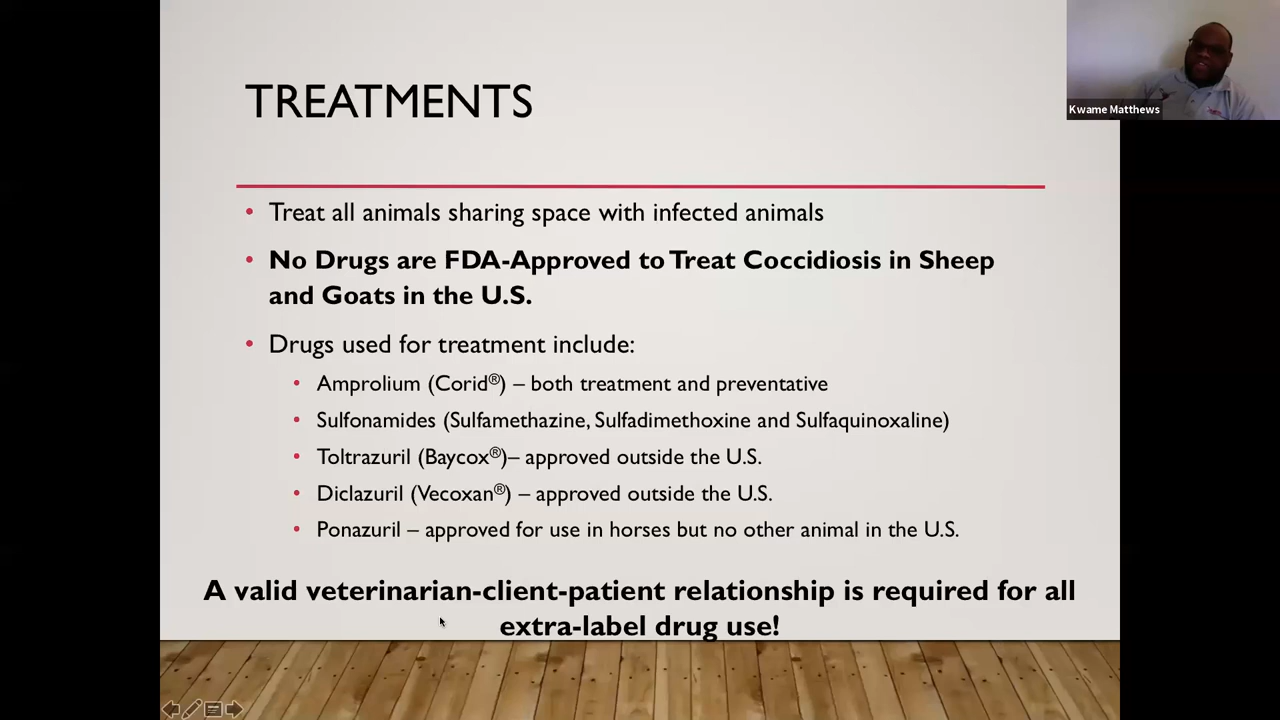 TREATMENTS
Kwame Matthews
• Treat all animals sharing space with infected animals
• No Drugs are FDA-Approved to Treat Coccidiosis in Sheep
and Goats in the U.S.
• Drugs used for treatment include:
• Amprolium (Corid®) – both treatment and preventative
• Sulfonamides (Sulfamethazine, Sulfadimethoxine and Sulfaquinoxaline)
• Toltrazuril (Baycox®)– approved outside the U.S.
• Diclazuril (Vecoxan®) – approved outside the U.S.
• Ponazuril – approved for use in horses but no other animal in the U.S.
A valid veterinarian-client-patient relationship is required for all
extra-label drug use!